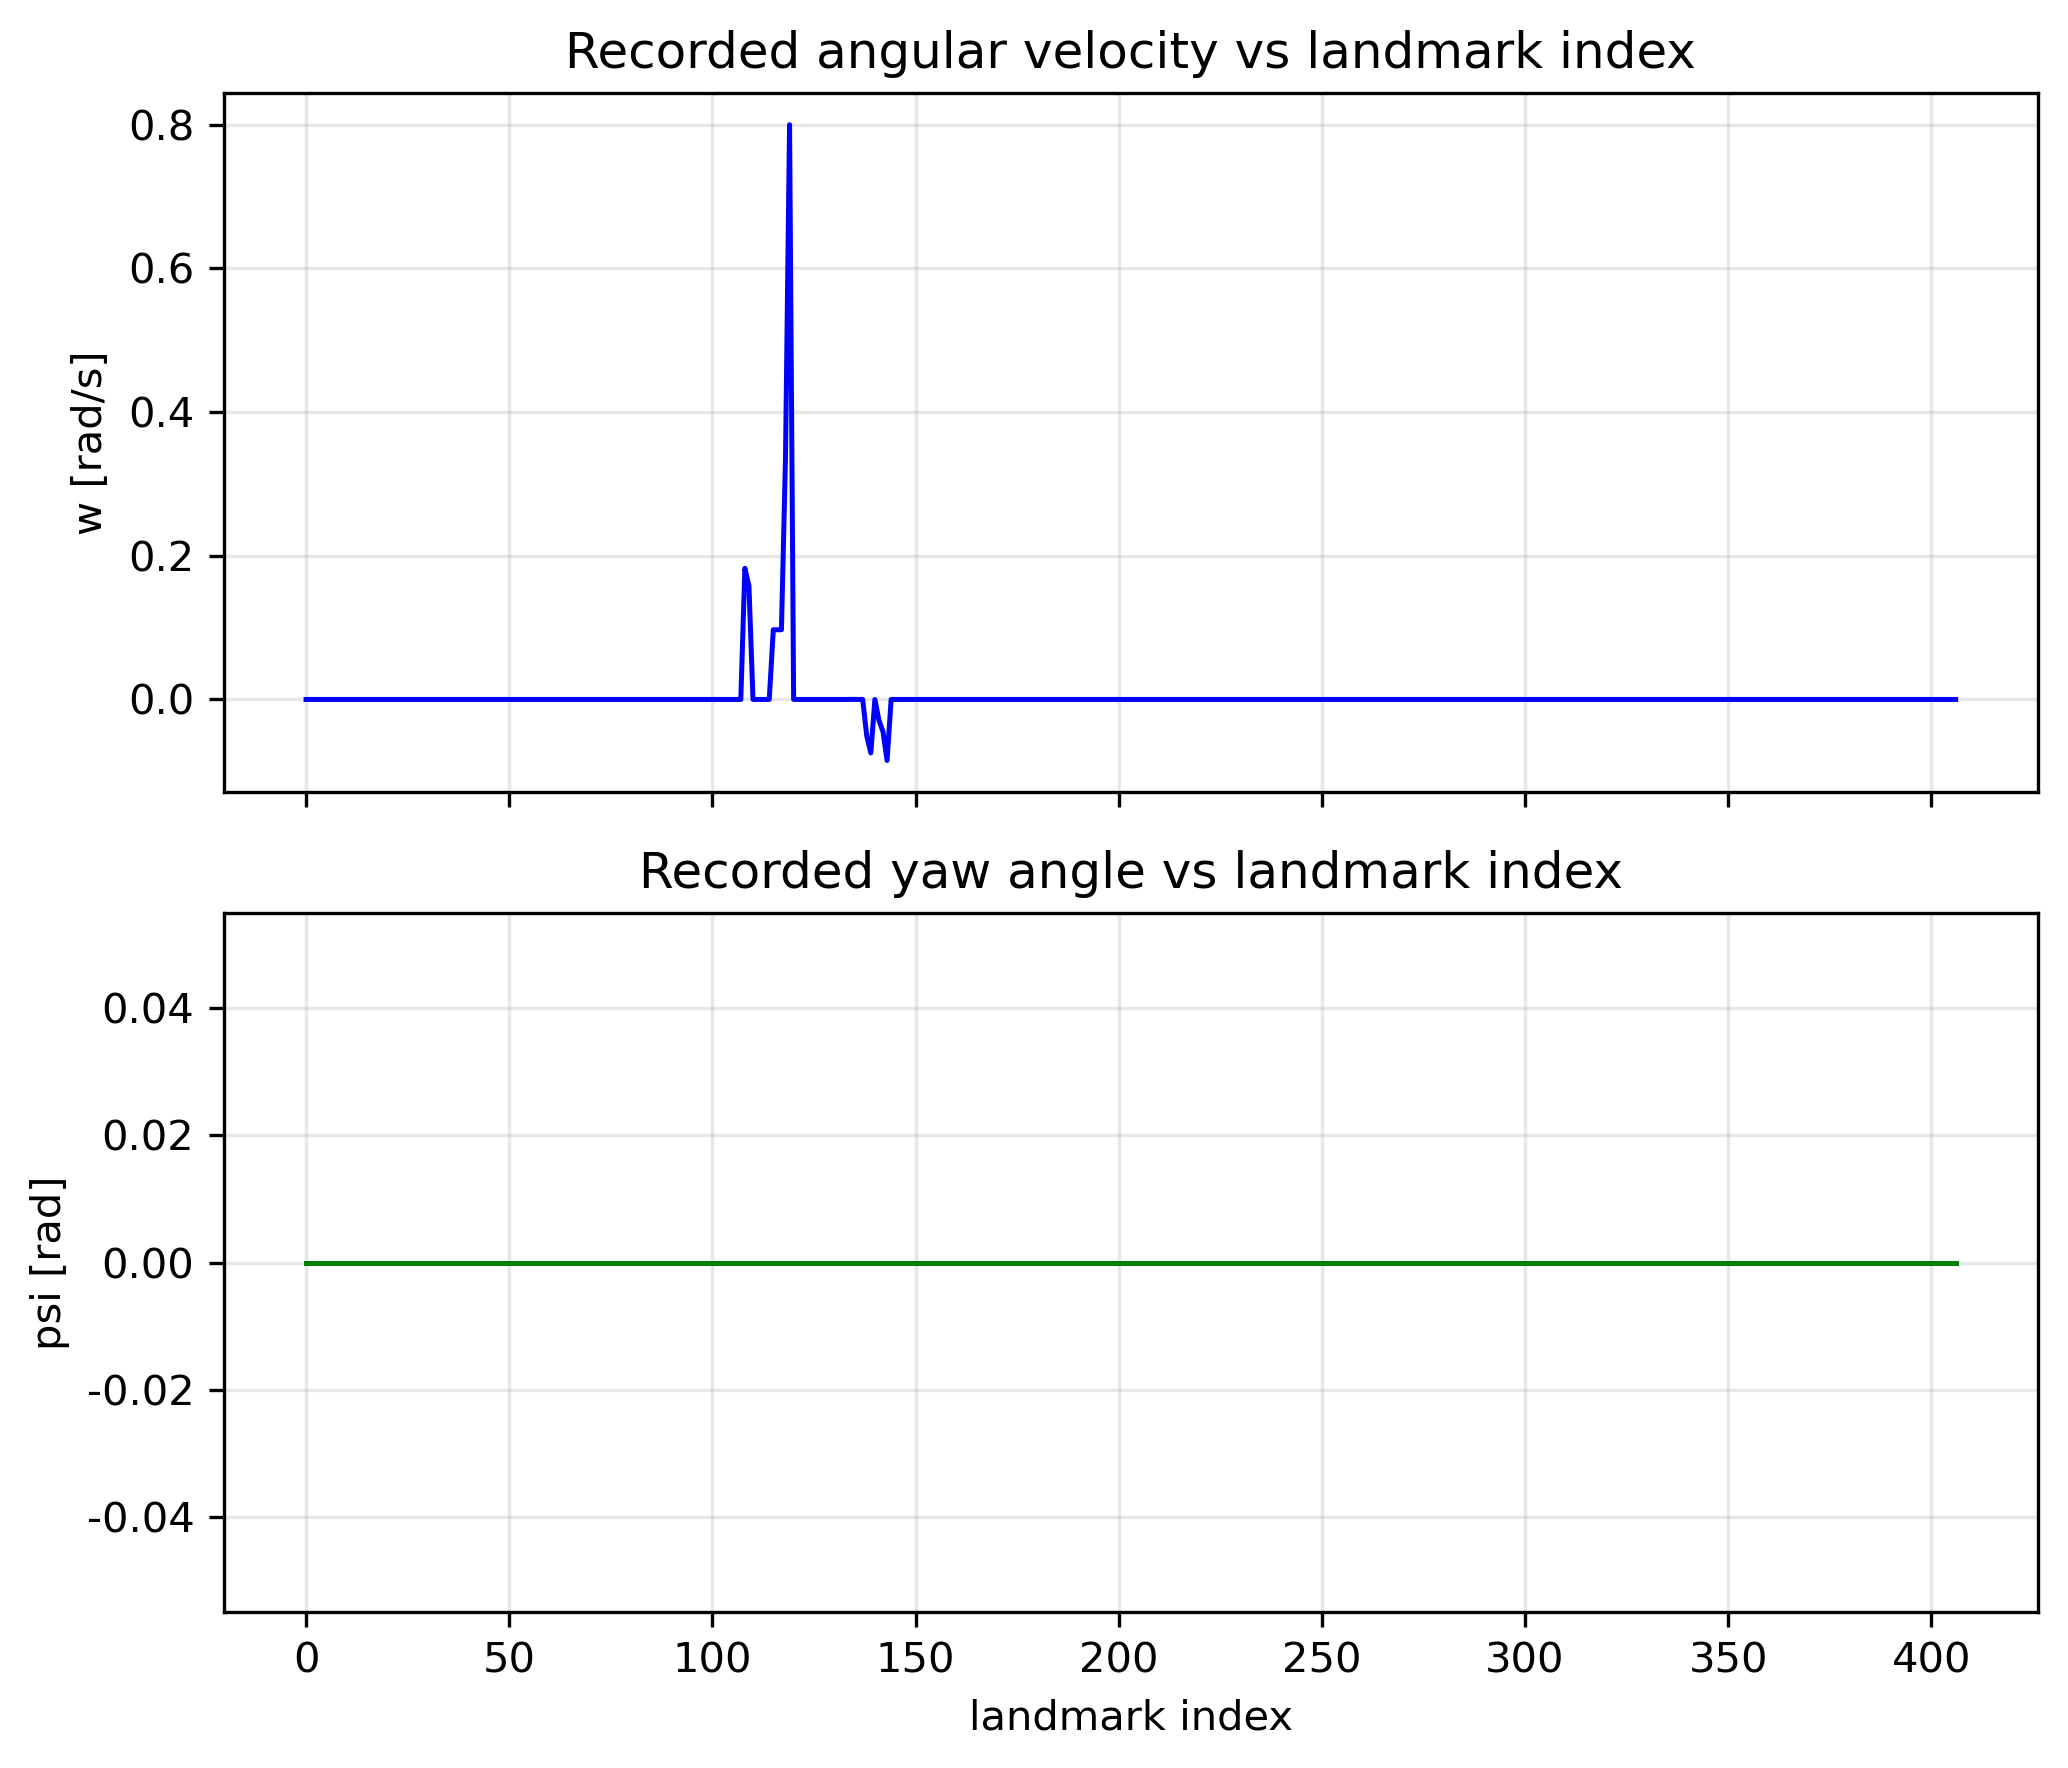 Recorded angular velocity vs landmark index
0.8
0.6
0.4
0.2
0.0
w [rad/s]
Recorded yaw angle vs landmark index
0.04
0.02
0.00
-0.02
-0.04
psi [rad]
0 50 100 150 200 250 300 350 400
landmark index